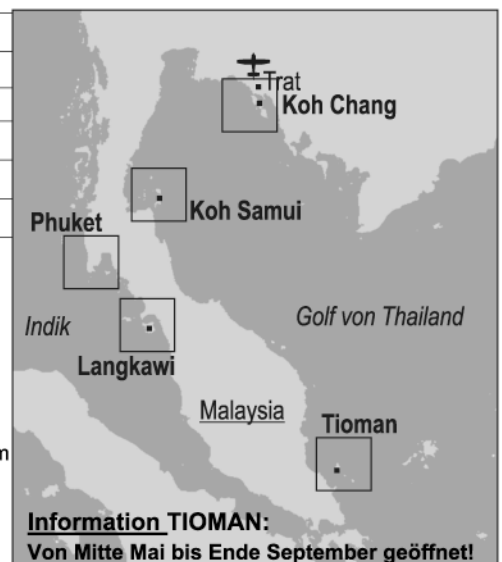 Trat
Koh Chang
Koh Samui
Phuket
Indik
Golf von Thailand
Langkawi
Malaysia
Tioman
m
Information TIOMAN:
Von Mitte Mai bis Ende September geöffnet!